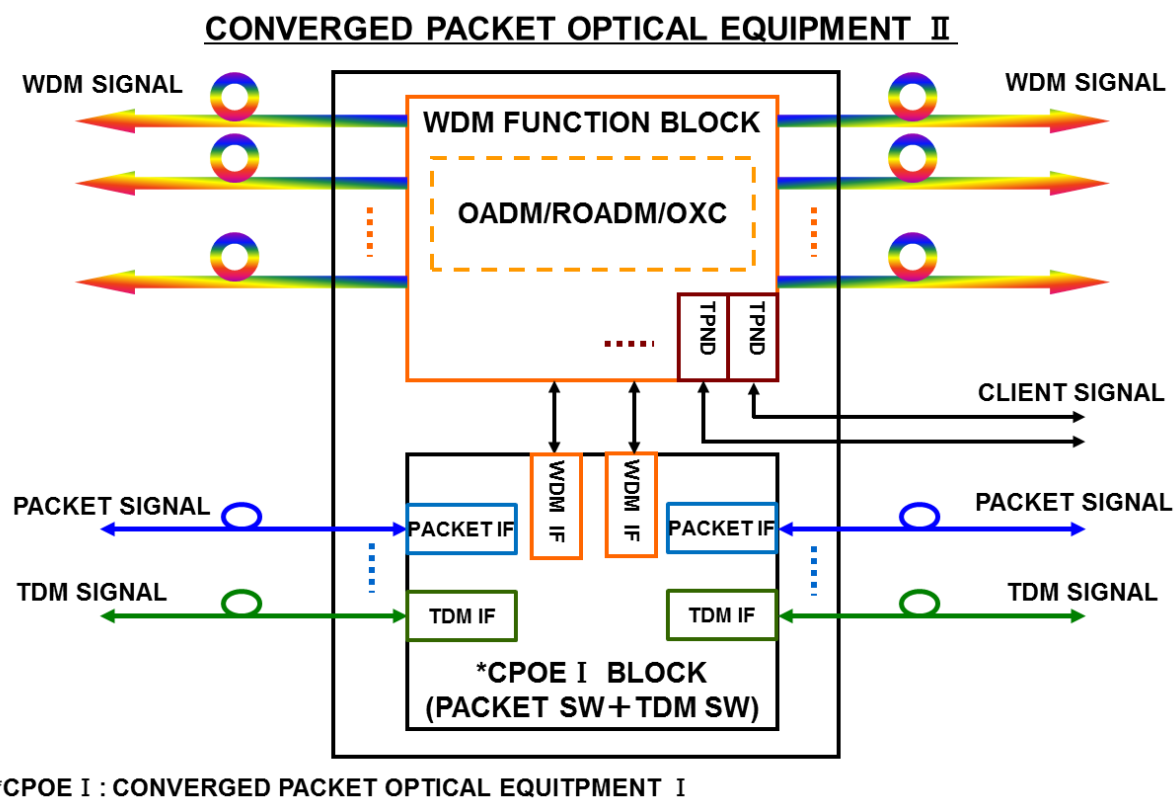 CONVERGED PACKET OPTICAL EQUIPMENT Ⅱ
WDM SIGNAL
WDM SIGNAL
WDM FUNCTION BLOCK
OADM/ROADM/OXC
TPND
TPND
CLIENT SIGNAL
WDM IF
WDM IF
PACKET SIGNAL
PACKET IF
PACKET IF
PACKET SIGNAL
TDM SIGNAL
TDM IF
TDM IF
TDM SIGNAL
*CPOE Ⅰ BLOCK
(PACKET SW＋TDM SW)
*CPOE Ⅰ : CONVERGED PACKET OPTICAL EQUITPMENT Ⅰ